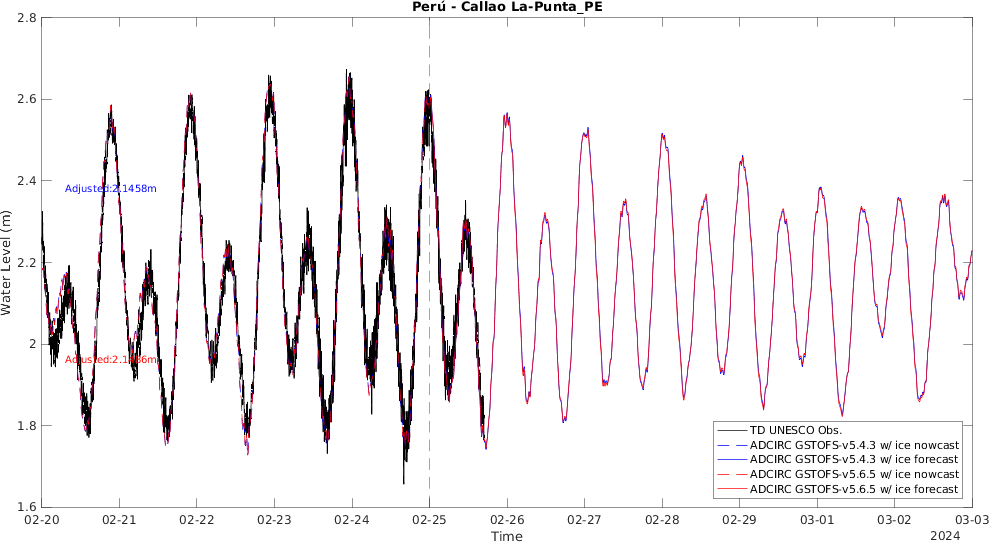 Perú - Callao La-Punta_PE
2.8
2.6
2.4
2.2
2
1.8
1.6
Water Level (m)
Adjusted:2.1458m
TD UNESCO Obs.
ADCIRC GSTOFS-v5.4.3 w/ ice nowcast
ADCIRC GSTOFS-v5.4.3 w/ ice forecast
ADCIRC GSTOFS-v5.6.5 w/ ice nowcast
ADCIRC GSTOFS-v5.6.5 w/ ice forecast
02-20 02-21 02-22 02-23 02-24 02-25 02-26 02-27 02-28 02-29 03-01 03-02 03-03
Time
2024